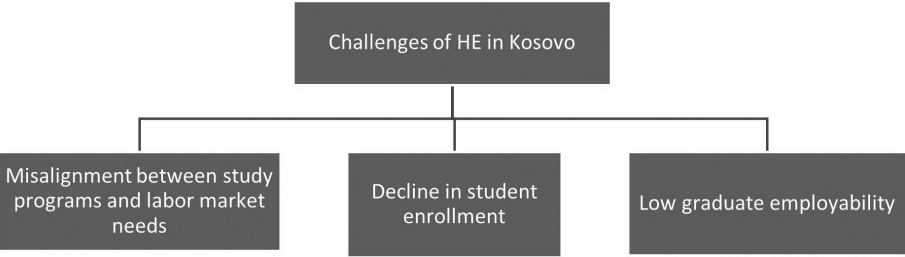 Challenges of HE in Kosovo
Misalignment between study
programs and labor market
needs
Decline in student
enrollment
Low graduate employability